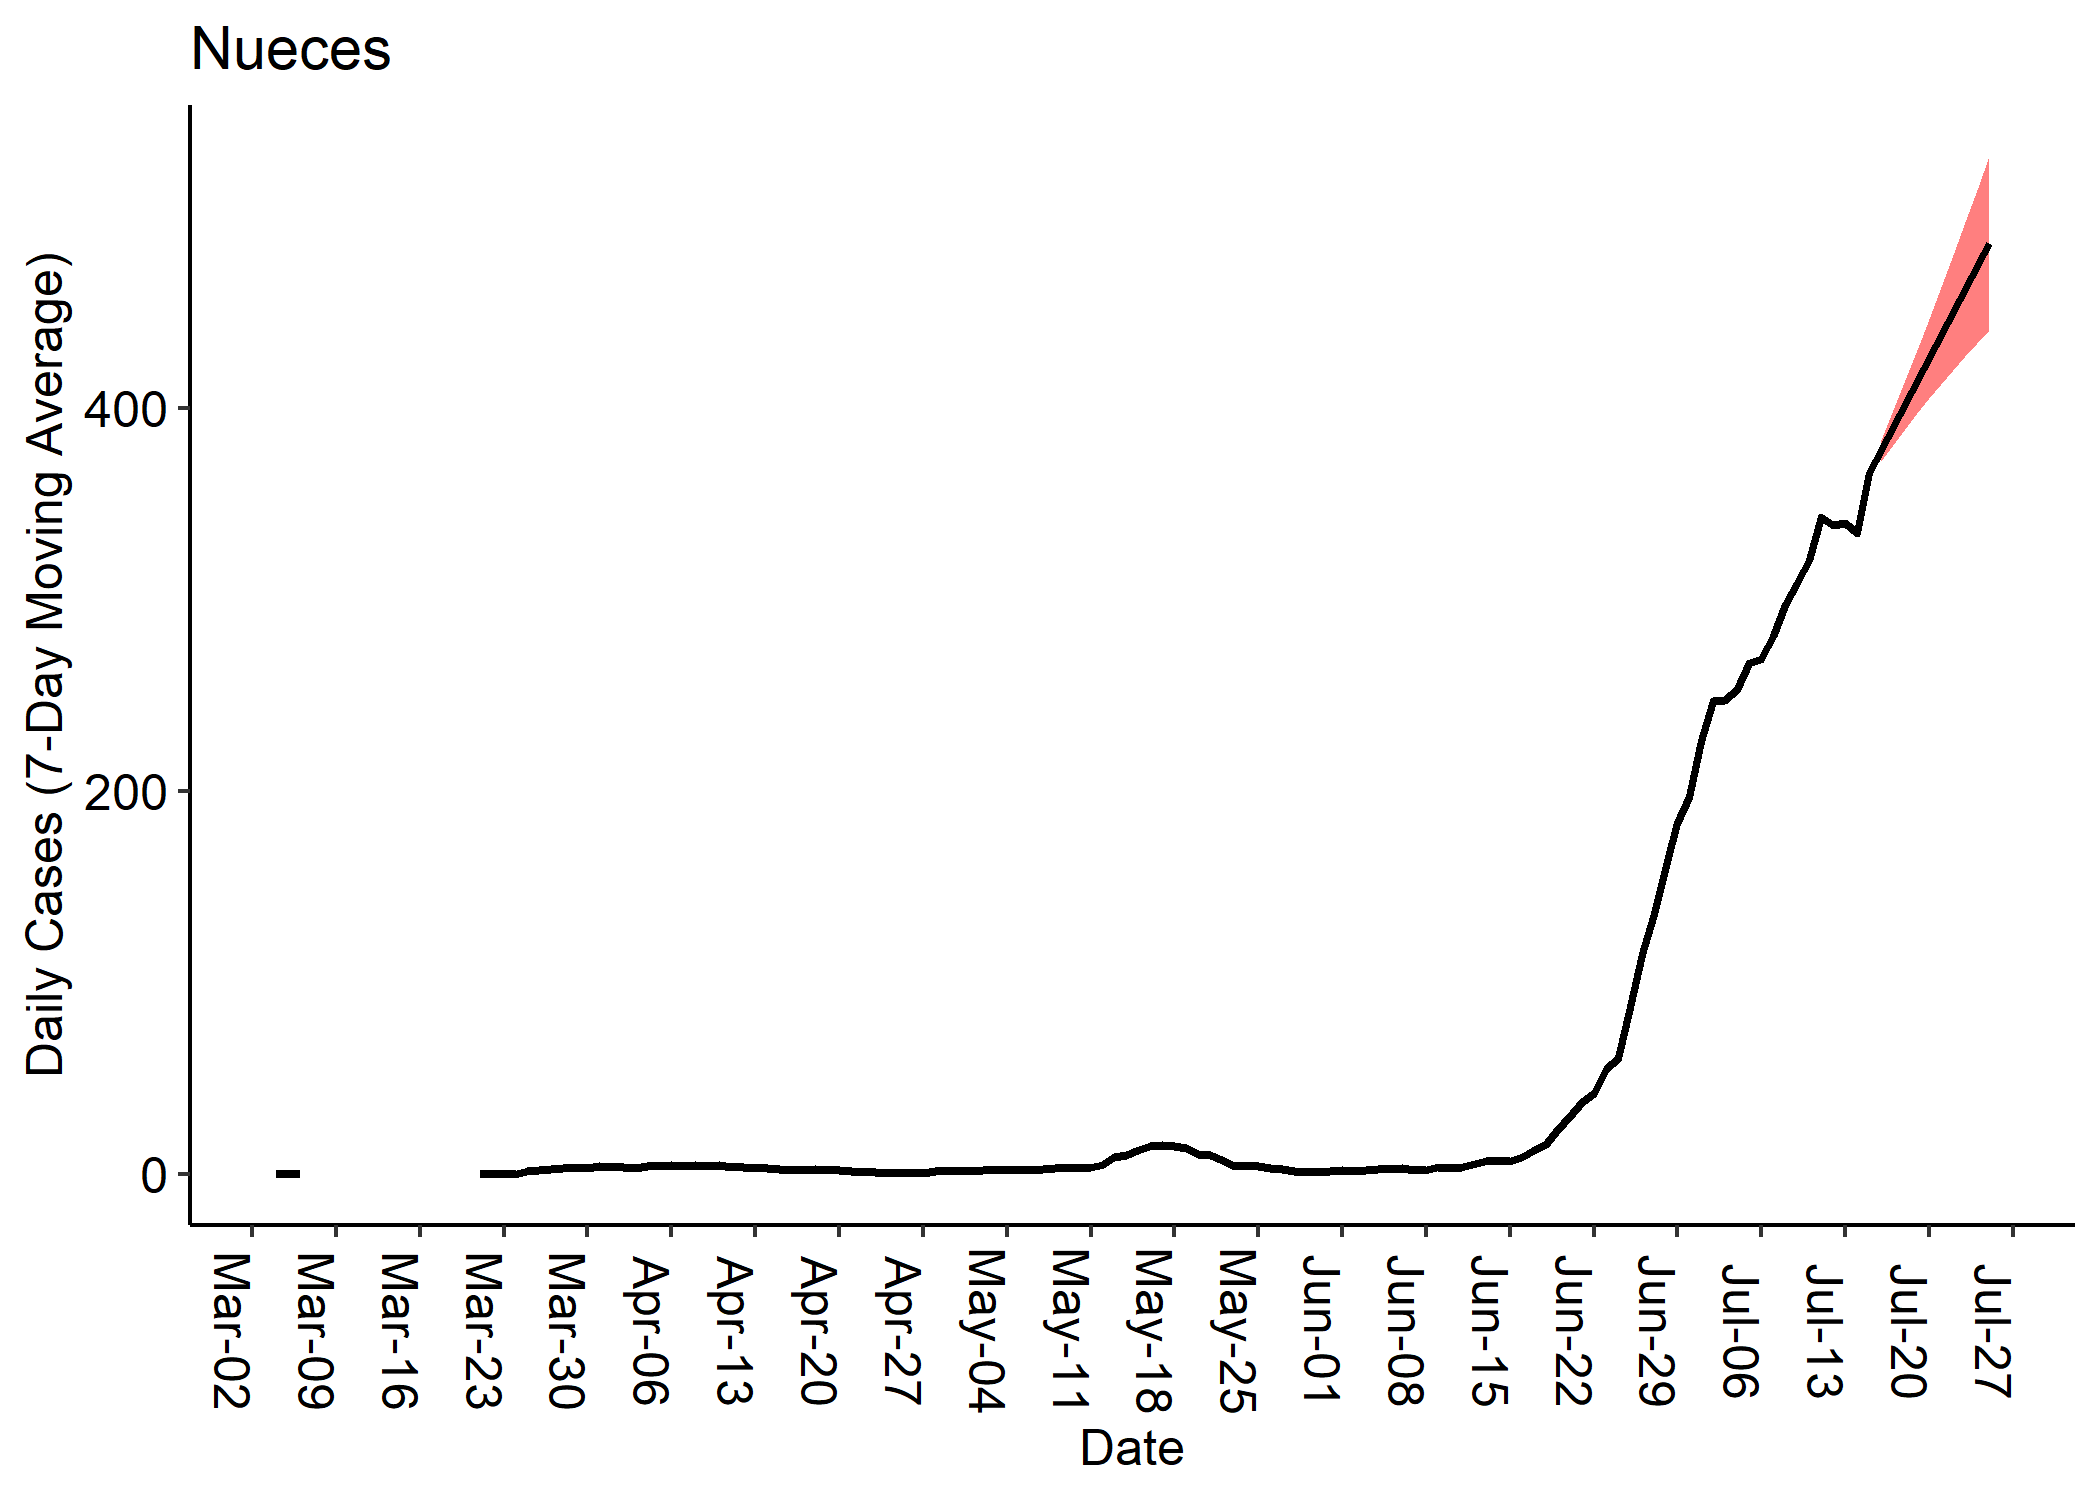 Nueces
Daily Cases (7-Day Moving Average)
400
200
0
Mar-02
Mar-09
Mar-16
Mar-23
Mar-30
Apr-06
Apr-13
Apr-20
Apr-27
May-04
May-11
May-18
May-25
Jun-01
Jun-08
Jun-15
Jun-22
Jun-29
Jul-06
Jul-13
Jul-20
Jul-27
Date